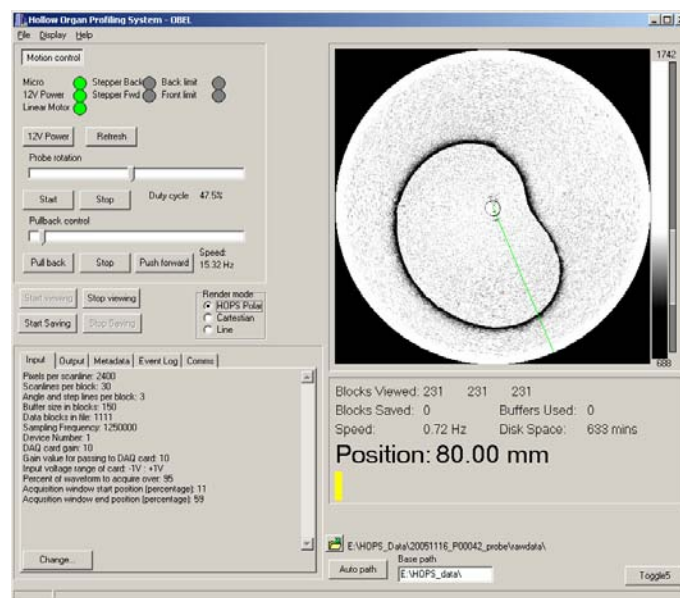 Hollow Organ Profiling System - OBEL
File Display Help
Motion control
Micro Stepper Back Back limit
12V Power Stepper Fwd Front limit
Linear Motor
12V Power Refresh
Probe rotation
Start Stop Duty cycle 47.5%
Pullback control
Pull back Stop Push forward Speed:
15.32 Hz
Start viewing Stop viewing
Start Saving Stop Saving
Render mode:
HOPS Polar
Cartestian
Line
Input Output Metadata Event Log Comms
Pixels per scanline: 2400
Scanlines per block: 30
Angle and step lines per block: 3
Buffer size in blocks: 150
Data blocks in file: 1111
Sampling Frequency: 1250000
Device Number: 1
DAQ card gain: 10
Gain value for passing to DAQ card: 10
Input voltage range of card: -1V : +1V
Percent of waveform to acquire over: 95
Acquisition window start position (percentage): 11
Acquisition window end position (percentage): 59
Change...
1742
688
Blocks Viewed: 231 231 231
Blocks Saved: 0 Buffers Used: 0
Speed: 0.72 Hz Disk Space: 633 mins
Position: 80.00 mm
E:\HOPS_Data\20051116_P00042_probe\rawdata\
Auto path
Base path
E:\HOPS_data\
Toggle5